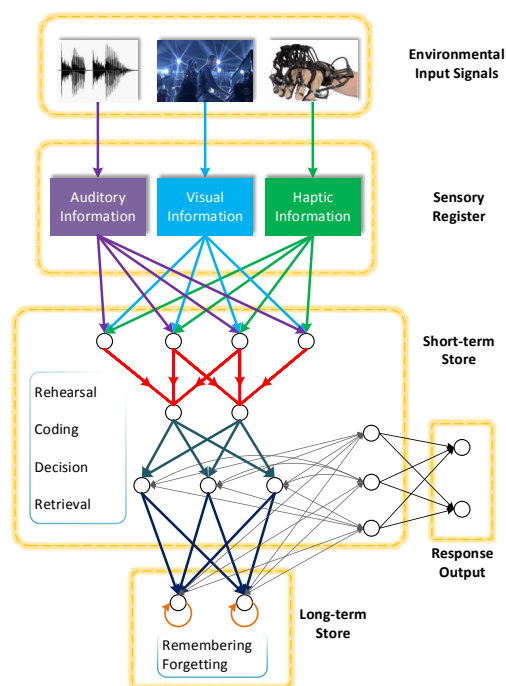 Environmental
Input Signals
Auditory
Information
Visual
Information
Haptic
Information
Sensory
Register
Short-term
Store
Rehearsal
Coding
Decision
Retrieval
Response
Output
Long-term
Store
Remembering
Forgetting